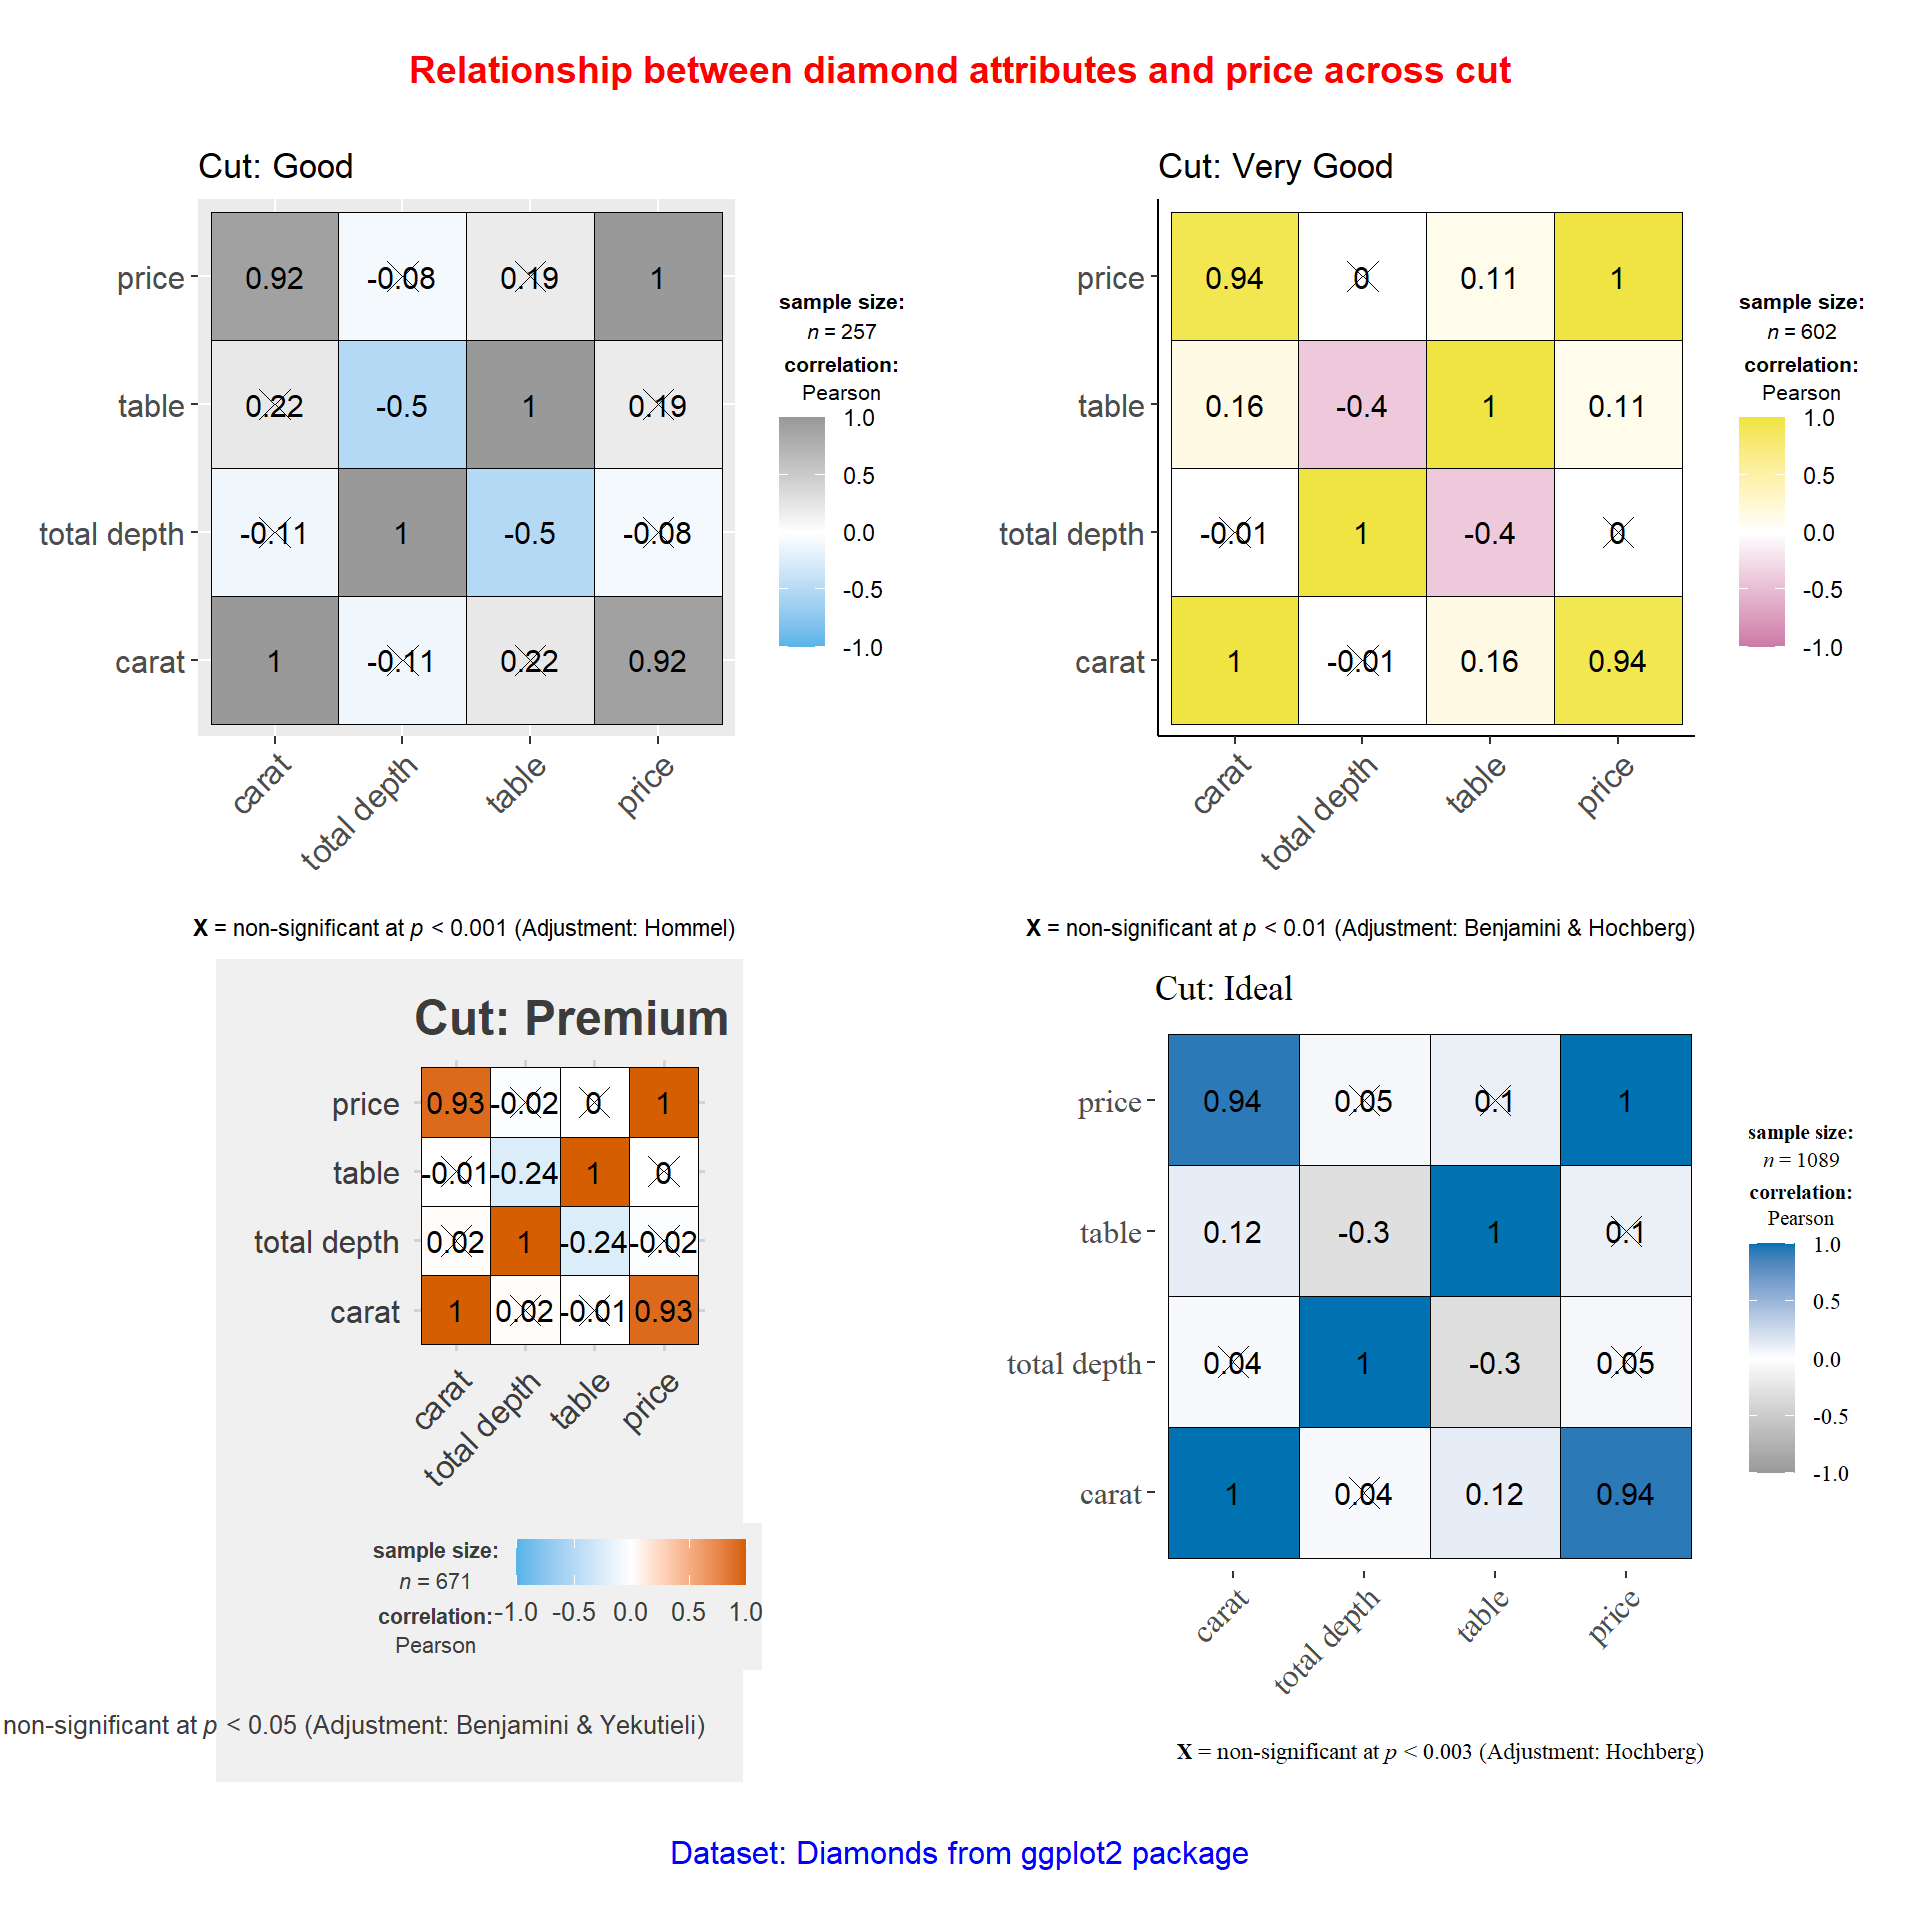 Relationship between diamond attributes and price across cut
Cut: Good
price 0.92 -0.08 0.19 1
table 0.22 -0.5 1 0.19
total depth -0.11 1 -0.5 -0.08
carat 1 -0.11 0.22 0.92
carat total depth table price
sample size:
n = 257
correlation:
Pearson
1.0
0.5
0.0
-0.5
-1.0
X = non-significant at p < 0.001 (Adjustment: Hommel)
Cut: Very Good
price 0.94 0 0.11 1
table 0.16 -0.4 1 0.11
total depth -0.01 1 -0.4 0
carat 1 -0.01 0.16 0.94
carat total depth table price
sample size:
n = 602
correlation:
Pearson
1.0
0.5
0.0
-0.5
-1.0
X = non-significant at p < 0.01 (Adjustment: Benjamini & Hochberg)
Cut: Premium
price 0.93 -0.02 0 1
table -0.01 -0.24 1 0
total depth 0.02 1 -0.24 -0.02
carat 1 0.02 -0.01 0.93
carat total depth table price
sample size:
n = 671
correlation:
Pearson
-1.0 -0.5 0.0 0.5 1.0
non-significant at p < 0.05 (Adjustment: Benjamini & Yekutieli)
Cut: Ideal
price 0.94 0.05 0.1 1
table 0.12 -0.3 1 0.1
total depth 0.04 1 -0.3 0.05
carat 1 0.04 0.12 0.94
carat total depth table price
sample size:
n = 1089
correlation:
Pearson
1.0
0.5
0.0
-0.5
-1.0
X = non-significant at p < 0.003 (Adjustment: Hochberg)
Dataset: Diamonds from ggplot2 package